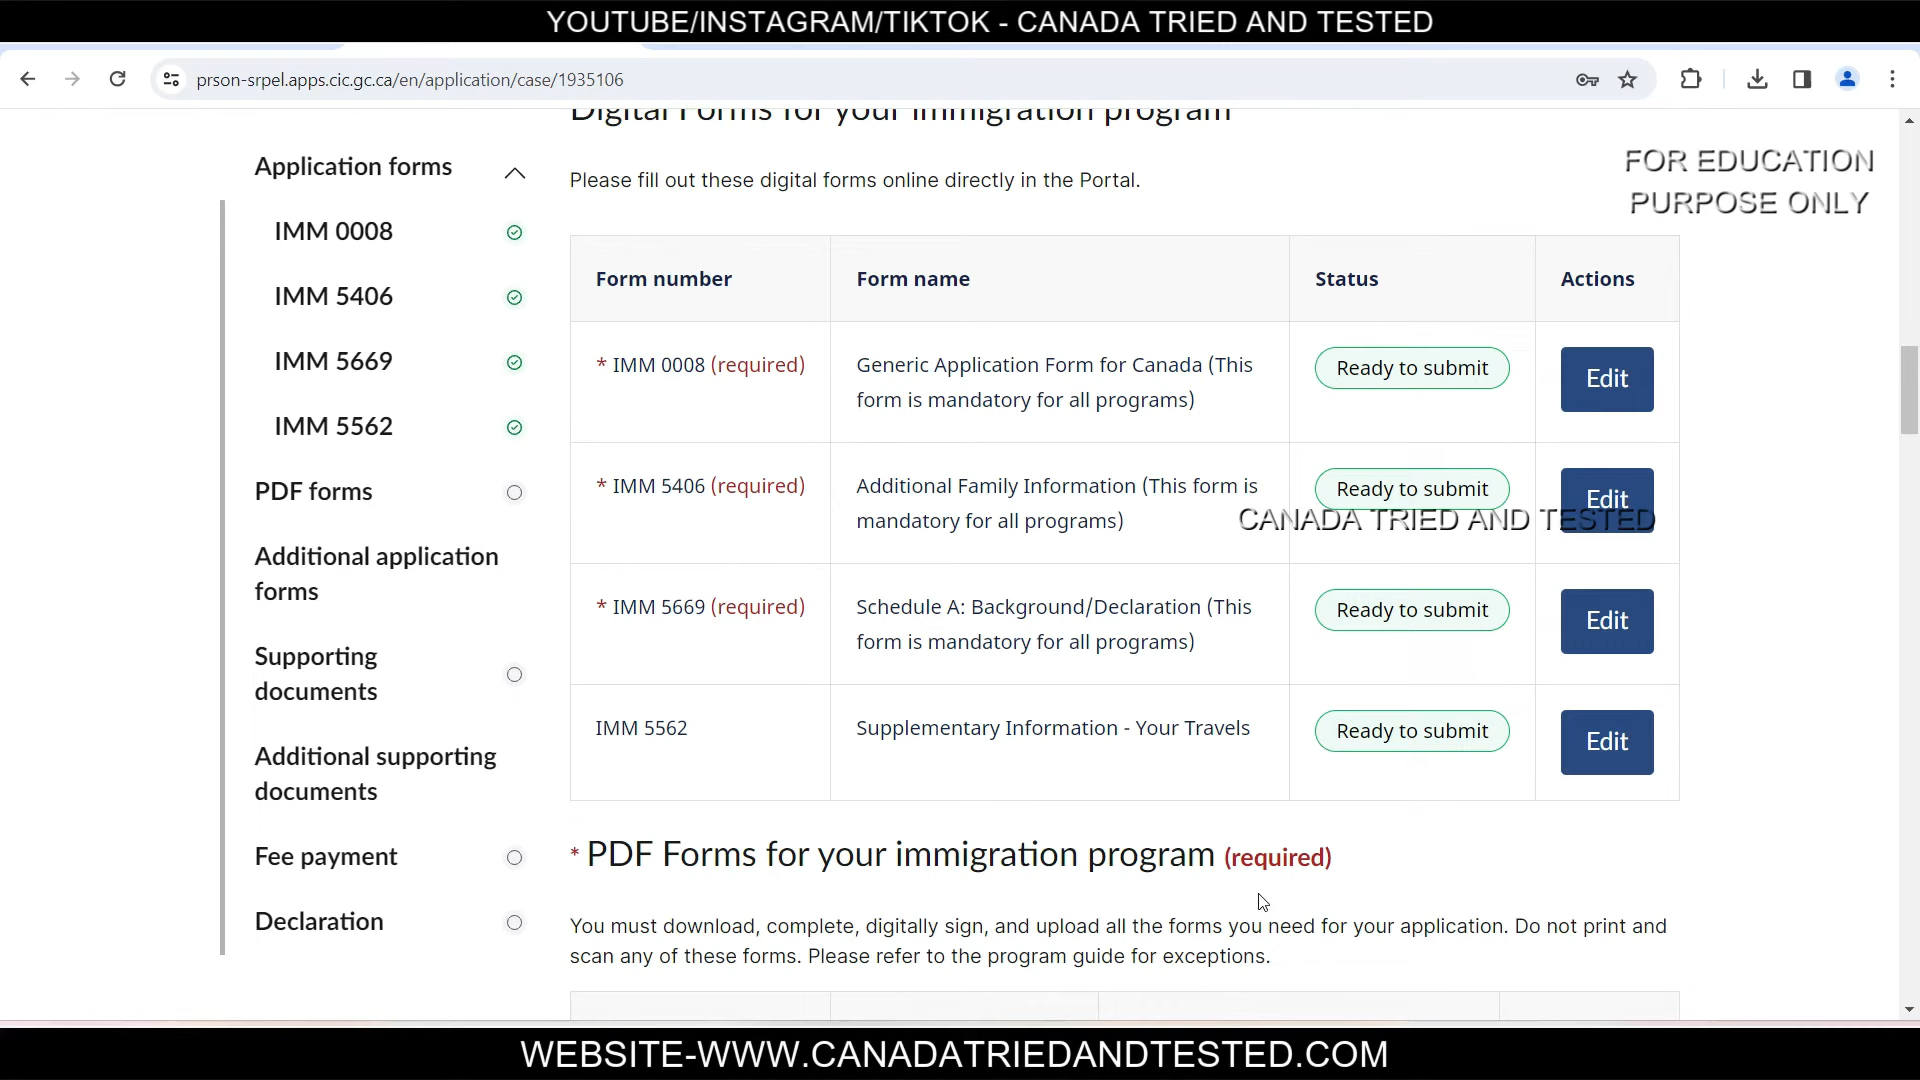 YOUTUBE/INSTAGRAM/TIKTOK - CANADA TRIED AND TESTED
prson-srpel.apps.cic.gc.ca/en/application/case/1935106
Digital Forms for your immigration program
FOR EDUCATION
PURPOSE ONLY
Please fill out these digital forms online directly in the Portal.
Application forms
IMM 0008
IMM 5406
IMM 5669
IMM 5562
PDF forms
Additional application
forms
Supporting
documents
Additional supporting
documents
Fee payment
Declaration
Form number Form name Status Actions
* IMM 0008 (required) Generic Application Form for Canada (This Ready to submit Edit
form is mandatory for all programs)
* IMM 5406 (required) Additional Family Information (This form is Ready to submit Edit
mandatory for all programs)
CANADA TRIED AND TESTED
* IMM 5669 (required) Schedule A: Background/Declaration (This Ready to submit Edit
form is mandatory for all programs)
IMM 5562 Supplementary Information - Your Travels Ready to submit Edit
* PDF Forms for your immigration program (required)
You must download, complete, digitally sign, and upload all the forms you need for your application. Do not print and
scan any of these forms. Please refer to the program guide for exceptions.
WEBSITE-WWW.CANADATRIEDANDTESTED.COM